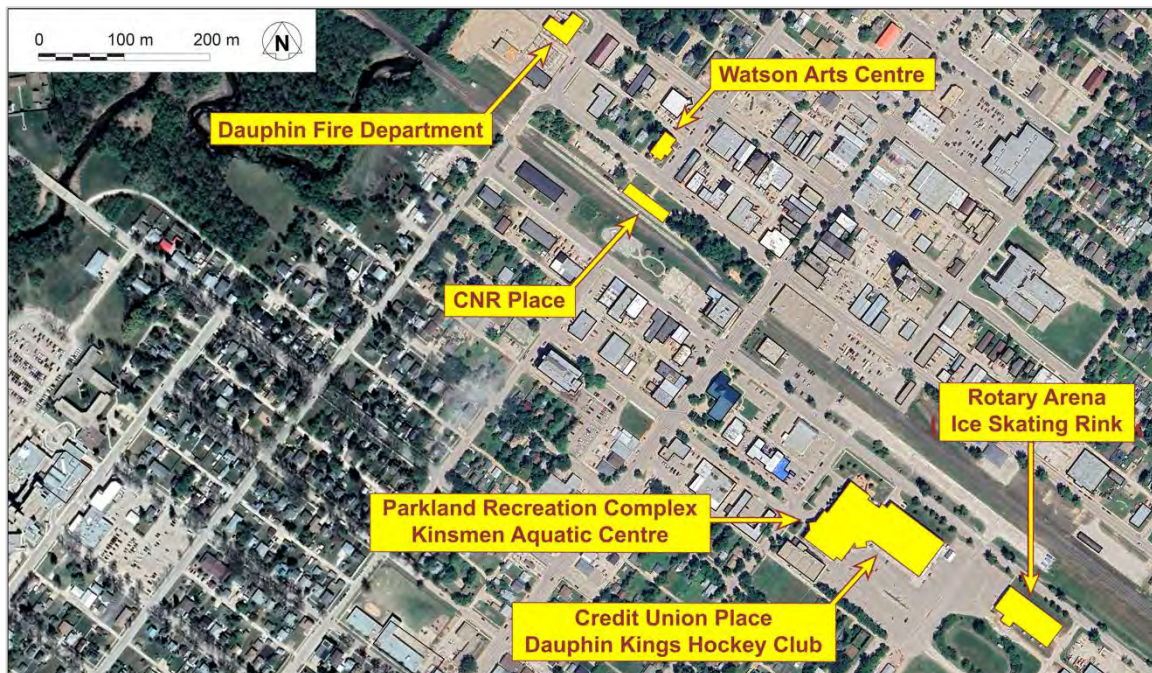 0 100 m 200 m
N
Watson Arts Centre
Dauphin Fire Department
CNR Place
Rotary Arena
Ice Skating Rink
Parkland Recreation Complex
Kinsmen Aquatic Centre
Credit Union Place
Dauphin Kings Hockey Club